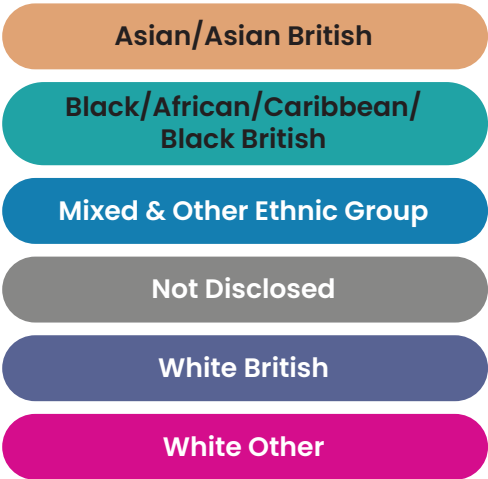 Asian/Asian British
Black/African/Caribbean/
Black British
Mixed & Other Ethnic Group
Not Disclosed
White British
White Other